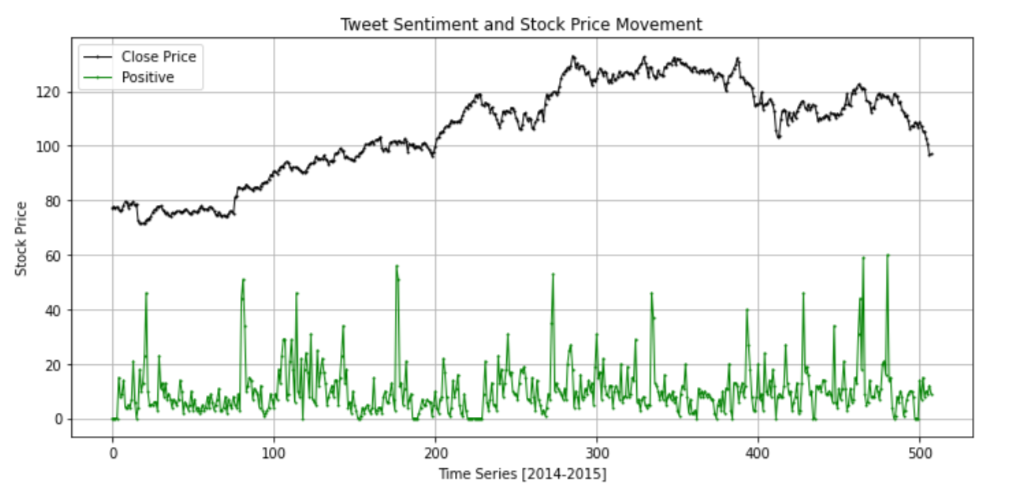 Tweet Sentiment and Stock Price Movement
Close Price
Positive
120
100
80
60
40
20
0
Stock Price
0 100 200 300 400 500
Time Series [2014-2015]